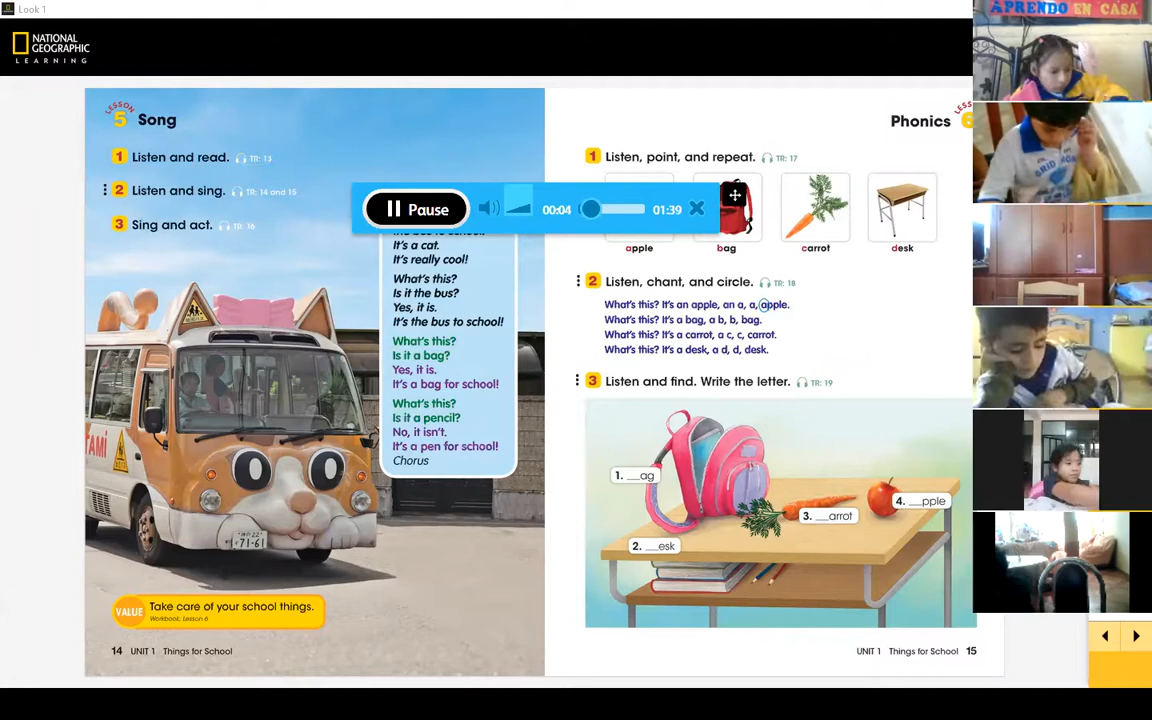 Look 1
NATIONAL
GEOGRAPHIC
LEARNING
LESSON
5 Song
1 Listen and read. TR: 13
2 Listen and sing. TR: 14 and 15
3 Sing and act. TR: 16
Pause
00:04
01:39
It's a cat.
It's really cool!
What's this?
Is it the bus?
Yes, it is.
It's the bus to school!
What's this?
Is it a bag?
Yes, it is.
It's a bag for school!
What's this?
Is it a pencil?
No, it isn't.
It's a pen for school!
Chorus
71-61
VALUE
Take care of your school things.
Workbook, Lesson 6
14 UNIT 1 Things for School
Phonics
1 Listen, point, and repeat. TR: 17
apple
bag
carrot
desk
2 Listen, chant, and circle. TR: 18
What's this? It's an apple, an a, a, apple.
What's this? It's a bag, a b, b, bag.
What's this? It's a carrot, a c, c, carrot.
What's this? It's a desk, a d, d, desk.
3 Listen and find. Write the letter. TR: 19
1. __ag
2. __esk
3. __arrot
4. __pple
UNIT 1 Things for School 15
APRENDO EN CASA